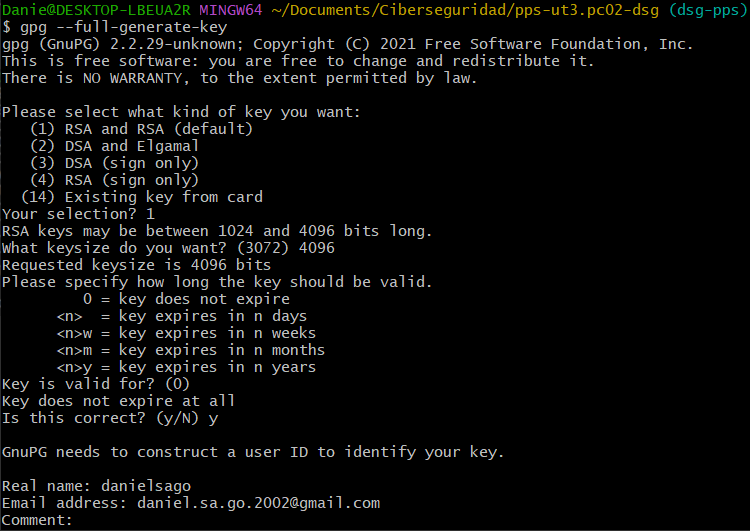 Danie@DESKTOP-LBEUA2R MINGW64 ~/Documents/Ciberseguridad/pps-ut3.pc02-dsg (dsg-pps)
$ gpg --full-generate-key
gpg (GnuPG) 2.2.29-unknown; Copyright (C) 2021 Free Software Foundation, Inc.
This is free software: you are free to change and redistribute it.
There is NO WARRANTY, to the extent permitted by law.

Please select what kind of key you want:
   (1) RSA and RSA (default)
   (2) DSA and Elgamal
   (3) DSA (sign only)
   (4) RSA (sign only)
  (14) Existing key from card
Your selection? 1
RSA keys may be between 1024 and 4096 bits long.
What keysize do you want? (3072) 4096
Requested keysize is 4096 bits
Please specify how long the key should be valid.
         0 = key does not expire
      <n>  = key expires in n days
      <n>w = key expires in n weeks
      <n>m = key expires in n months
      <n>y = key expires in n years
Key is valid for? (0)
Key does not expire at all
Is this correct? (y/N) y

GnuPG needs to construct a user ID to identify your key.

Real name: danielsago
Email address: daniel.sa.go.2002@gmail.com
Comment: